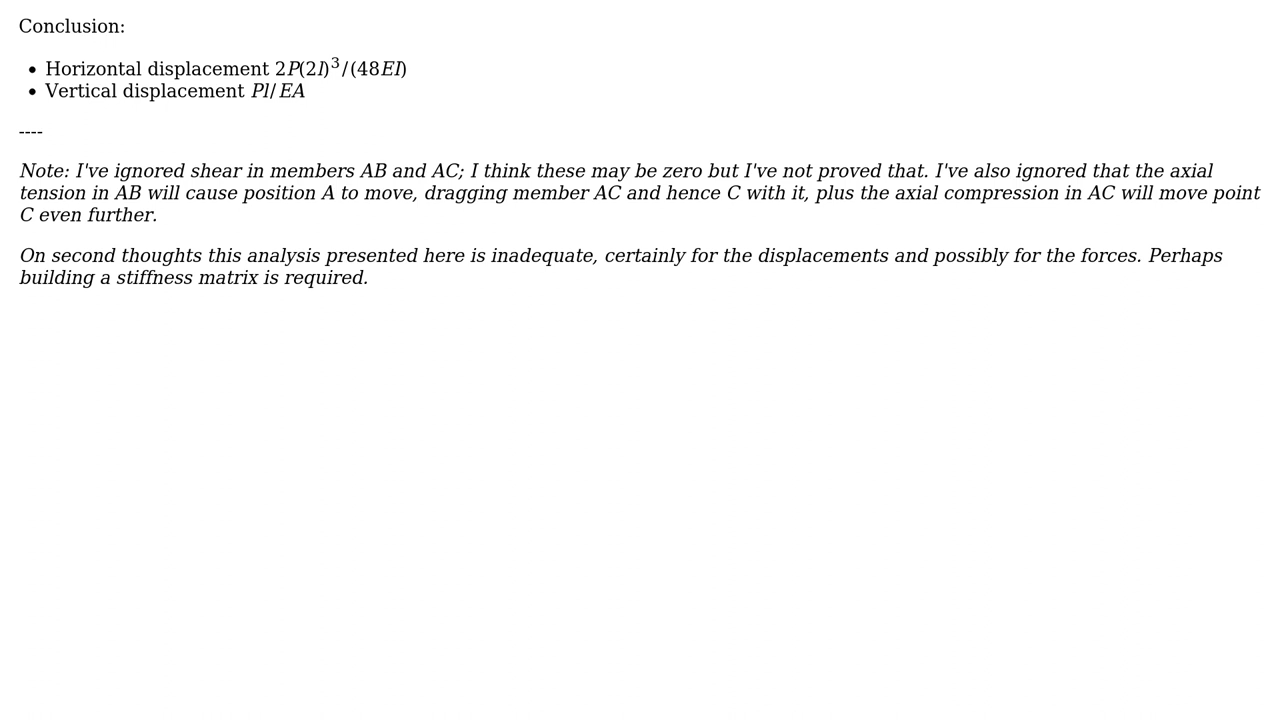 Conclusion:
• Horizontal displacement 2P(2l)³/(48EI)
• Vertical displacement Pl/EA
----
Note: I've ignored shear in members AB and AC; I think these may be zero but I've not proved that. I've also ignored that the axial
tension in AB will cause position A to move, dragging member AC and hence C with it, plus the axial compression in AC will move point
C even further.
On second thoughts this analysis presented here is inadequate, certainly for the displacements and possibly for the forces. Perhaps
building a stiffness matrix is required.